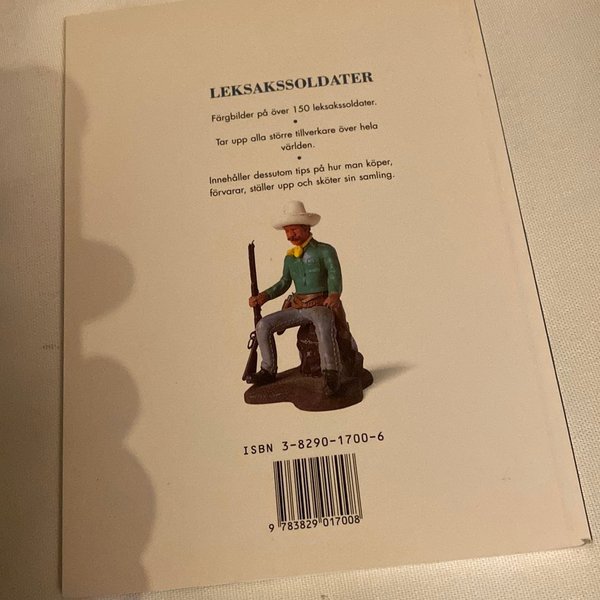 LEKSAKSSOLDATER
Färgbilder på över 150 leksakssoldater.
•
Tar upp alla större tillverkare över hela
världen.
•
Innehåller dessutom tips på hur man köper,
förvarar, ställer upp och sköter sin samling.
ISBN 3-8290-1700-6
9 783829 017008